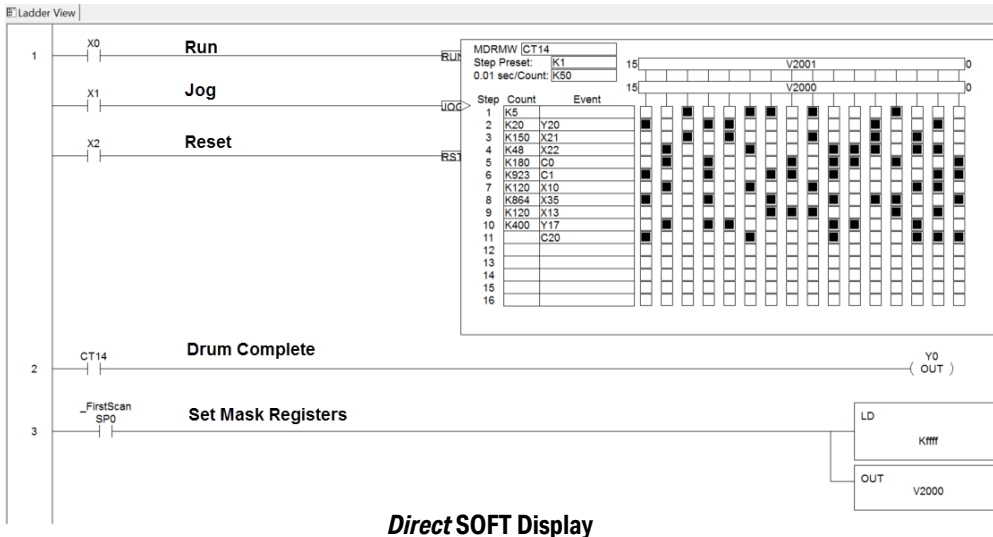 Ladder View
1
X0
Run
RUN
X1
Jog
JOG
X2
Reset
RST
MDRMW CT14
Step Preset: K1
0.01 sec/Count: K50
15 V2001 0
15 V2000 0
Step Count Event
1 K5
2 K20 Y20
3 K150 X21
4 K48 X22
5 K180 C0
6 K923 C1
7 K120 X10
8 K864 X35
9 K120 X13
10 K400 Y17
11 C20
12
13
14
15
16
2
CT14
Drum Complete
Y0
( OUT )
3
_FirstScan
SP0
Set Mask Registers
LD
Kffff
OUT
V2000
Direct SOFT Display